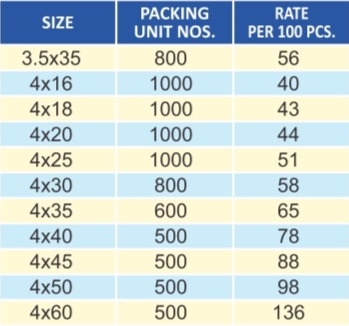 SIZE PACKING UNIT NOS. RATE PER 100 PCS.
3.5x35 800 56
4x16 1000 40
4x18 1000 43
4x20 1000 44
4x25 1000 51
4x30 800 58
4x35 600 65
4x40 500 78
4x45 500 88
4x50 500 98
4x60 500 136